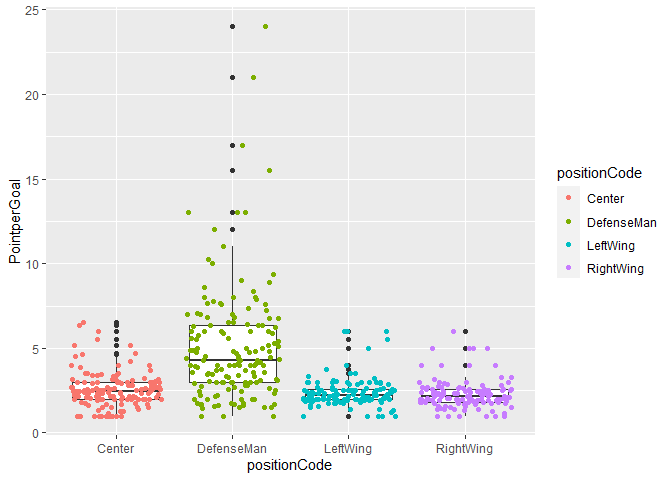 25
20
15
10
5
0
PointperGoal
Center DefenseMan LeftWing RightWing
positionCode
positionCode
Center
DefenseMan
LeftWing
RightWing